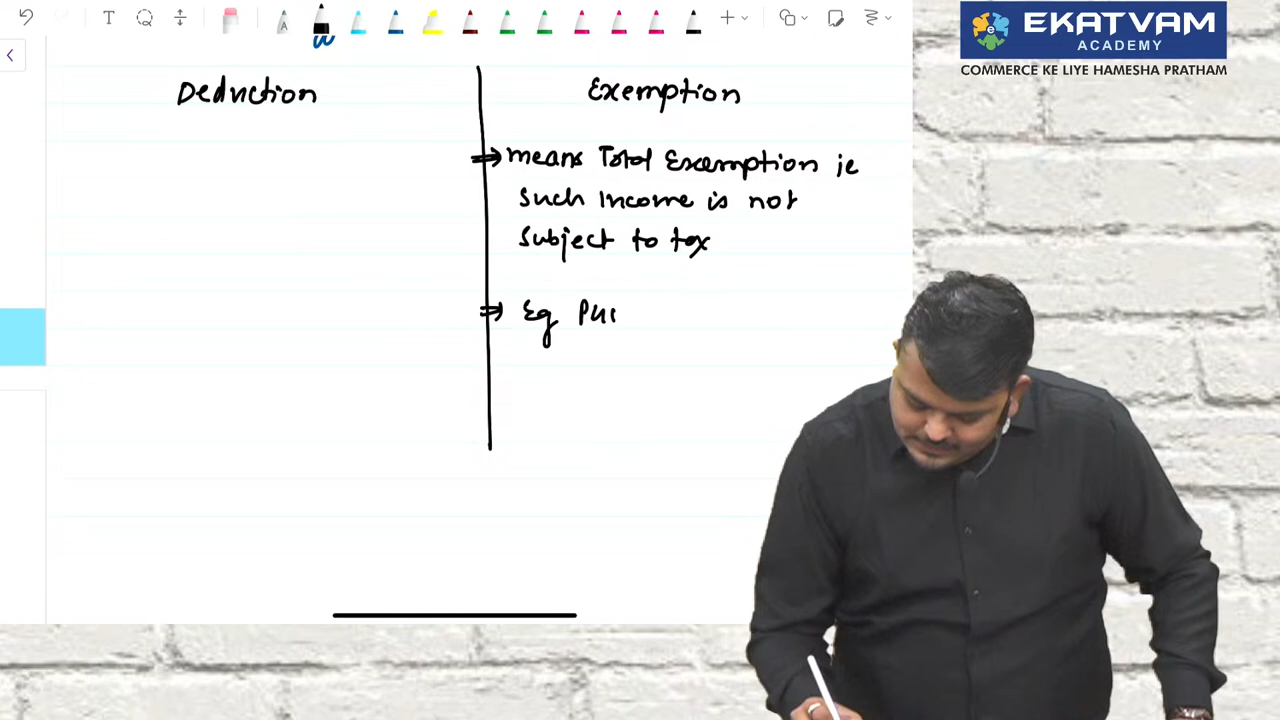 EKATVAM
ACADEMY
COMMERCE KE LIYE HAMESHA PRATHAM
T
A
Deduction
Exemption
⇒ means Total Exemption ie
Such Income is not
Subject to tax
⇒ Eg